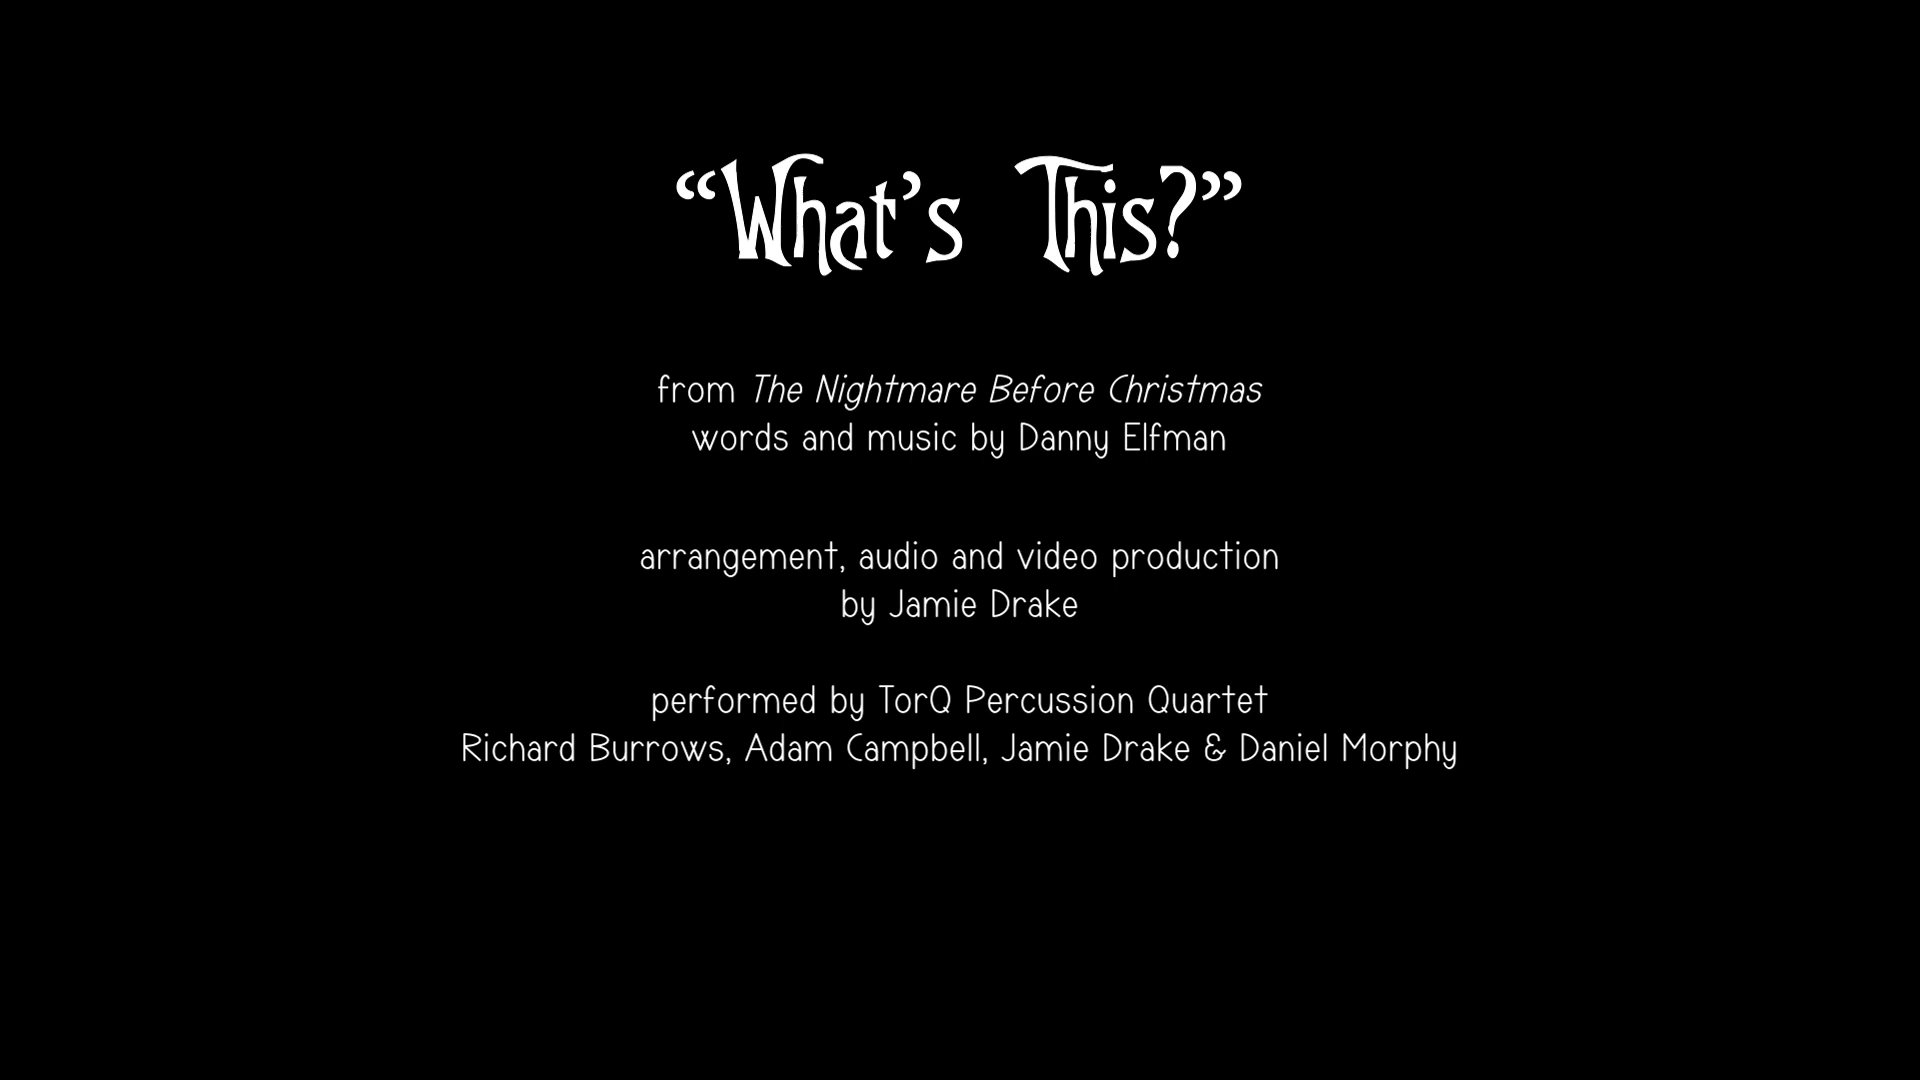 “What’s This?”
from The Nightmare Before Christmas
words and music by Danny Elfman
arrangement, audio and video production
by Jamie Drake
performed by TorQ Percussion Quartet
Richard Burrows, Adam Campbell, Jamie Drake & Daniel Morphy